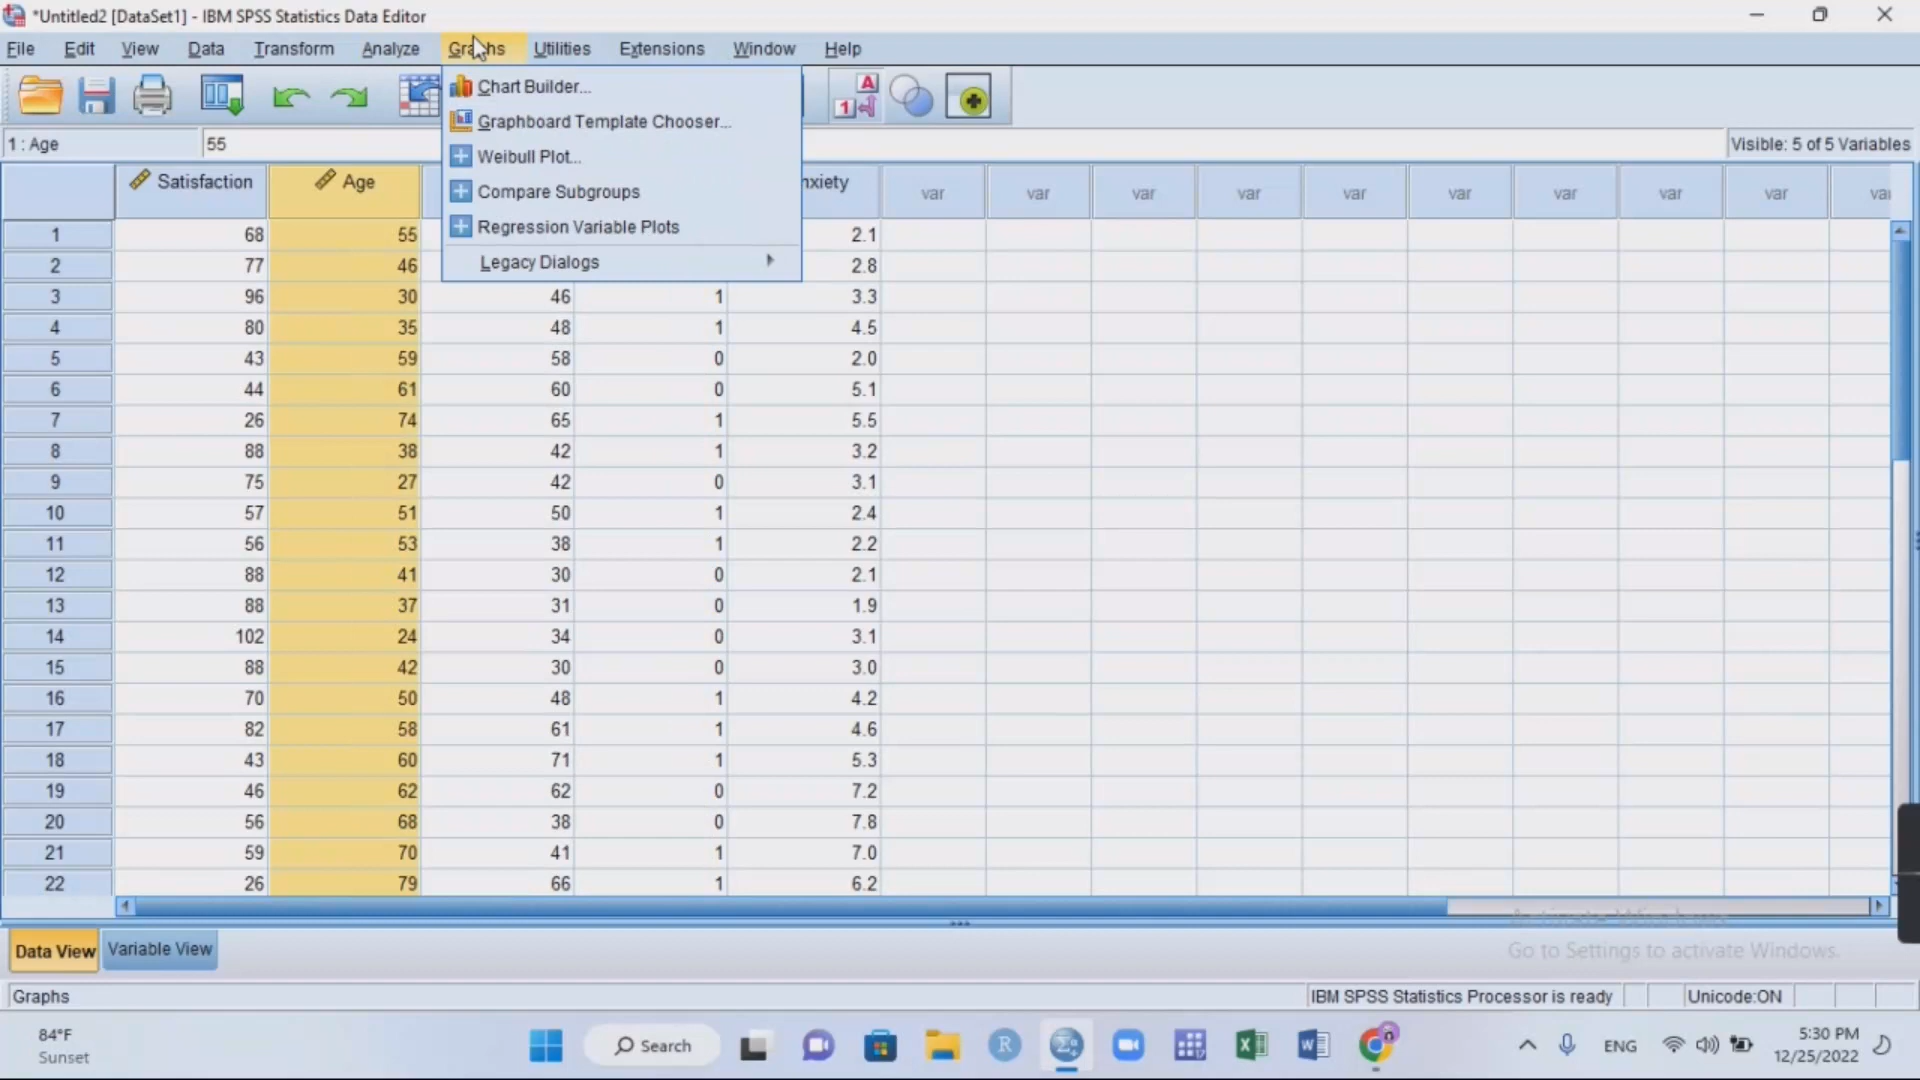 *Untitled2 [DataSet1] - IBM SPSS Statistics Data Editor
File Edit View Data Transform Analyze Graphs Utilities Extensions Window Help
Chart Builder...
Graphboard Template Chooser...
Weibull Plot...
Compare Subgroups
Regression Variable Plots
Legacy Dialogs
1 : Age 55 Visible: 5 of 5 Variables
Satisfaction Age nxiety var var var var var var var var var var
1 68 55 2.1
2 77 46 2.8
3 96 30 46 1 3.3
4 80 35 48 1 4.5
5 43 59 58 0 2.0
6 44 61 60 0 5.1
7 26 74 65 1 5.5
8 88 38 42 1 3.2
9 75 27 42 0 3.1
10 57 51 50 1 2.4
11 56 53 38 1 2.2
12 88 41 30 0 2.1
13 88 37 31 0 1.9
14 102 24 34 0 3.1
15 88 42 30 0 3.0
16 70 50 48 1 4.2
17 82 58 61 1 4.6
18 43 60 71 1 5.3
19 46 62 62 0 7.2
20 56 68 38 0 7.8
21 59 70 41 1 7.0
22 26 79 66 1 6.2
Activate Windows
Go to Settings to activate Windows.
Data View Variable View
Graphs IBM SPSS Statistics Processor is ready Unicode:ON
84°F
Sunset
Search
ENG
5:30 PM
12/25/2022